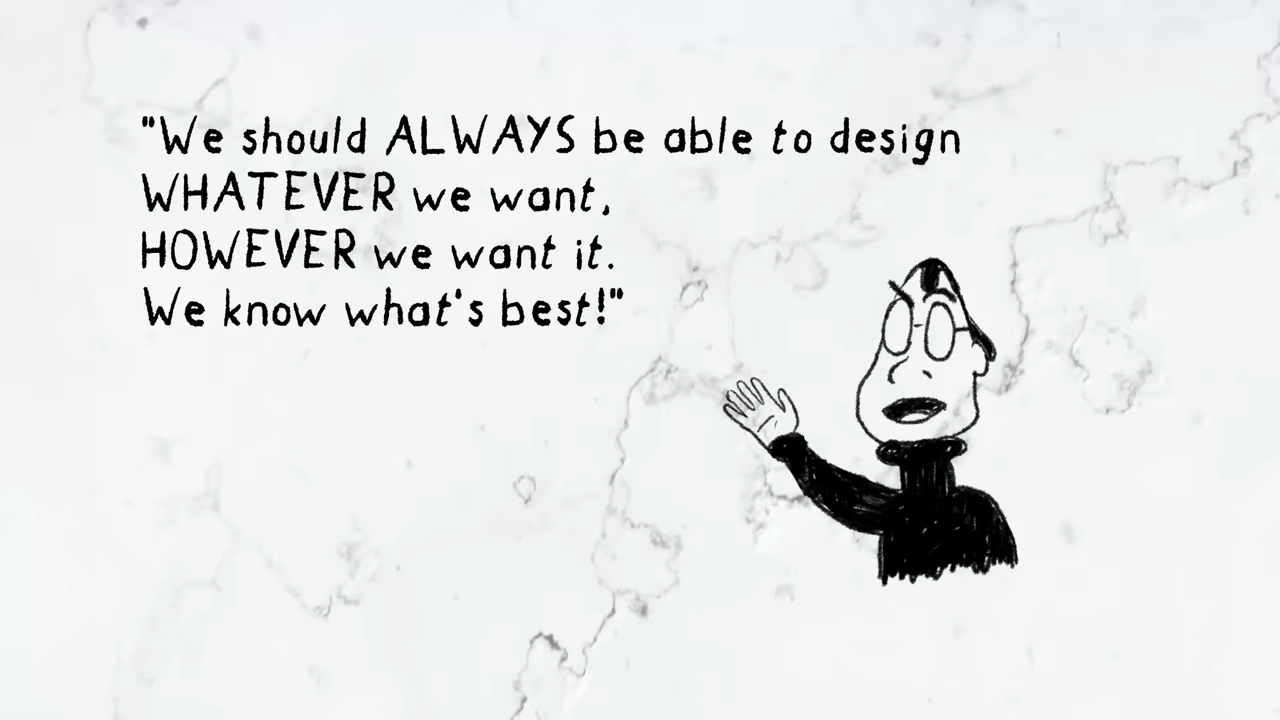 "We should ALWAYS be able to design
WHATEVER we want,
HOWEVER we want it.
We know what's best!"